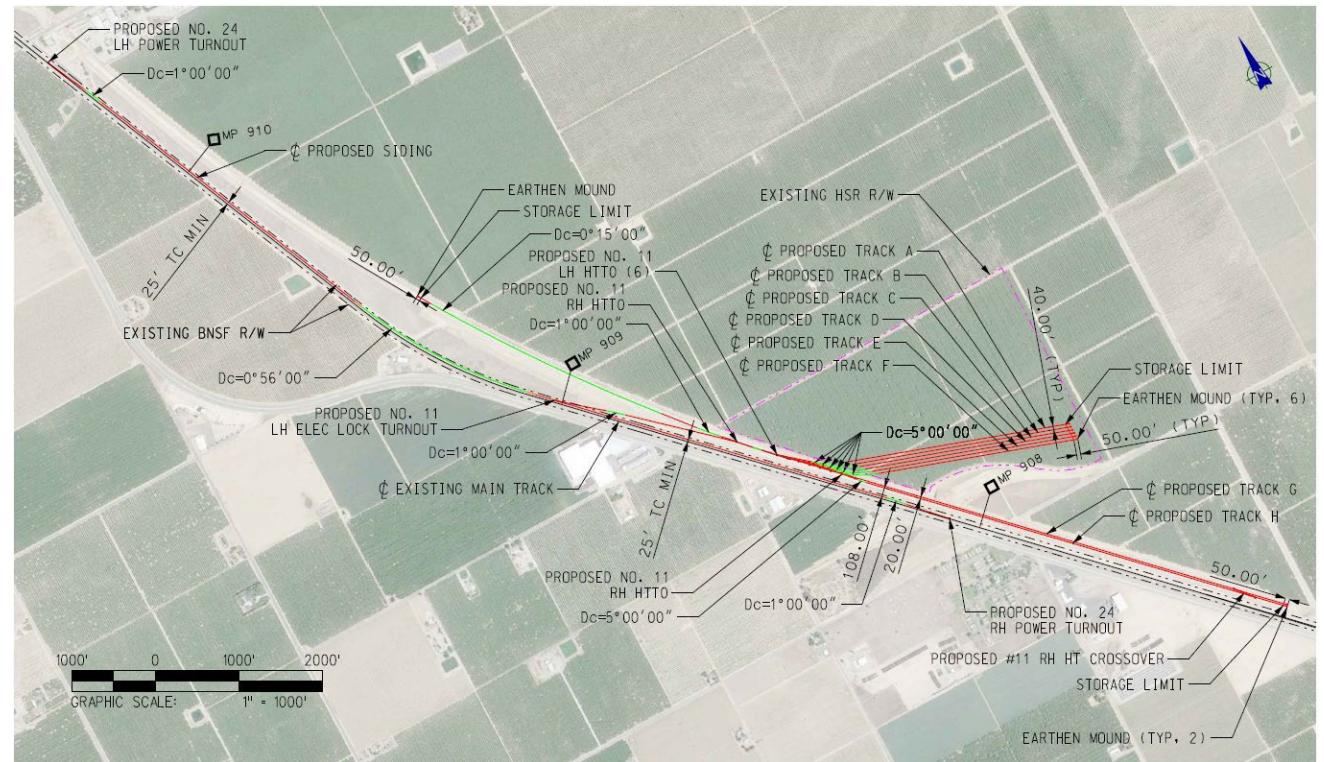 PROPOSED NO. 24
LH POWER TURNOUT
Dc=1°00'00"
MP 910
℄ PROPOSED SIDING
25' TC MIN
EXISTING BNSF R/W
Dc=0°56'00"
50.00'
EARTHEN MOUND
STORAGE LIMIT
Dc=0°15'00"
PROPOSED NO. 11
LH HTTO (6)
PROPOSED NO. 11
RH HTTO
Dc=1°00'00"
MP 909
EXISTING HSR R/W
℄ PROPOSED TRACK A
℄ PROPOSED TRACK B
℄ PROPOSED TRACK C
℄ PROPOSED TRACK D
℄ PROPOSED TRACK E
℄ PROPOSED TRACK F
40.00' (TYP)
STORAGE LIMIT
EARTHEN MOUND (TYP, 6)
50.00' (TYP)
Dc=5°00'00"
MP 908
PROPOSED NO. 11
LH ELEC LOCK TURNOUT
Dc=1°00'00"
℄ EXISTING MAIN TRACK
25' TC MIN
℄ PROPOSED TRACK G
℄ PROPOSED TRACK H
108.00'
20.00'
PROPOSED NO. 11
RH HTTO
Dc=5°00'00"
Dc=1°00'00"
50.00'
PROPOSED NO. 24
RH POWER TURNOUT
PROPOSED #11 RH HT CROSSOVER
STORAGE LIMIT
EARTHEN MOUND (TYP, 2)
1000' 0 1000' 2000'
GRAPHIC SCALE: 1" = 1000'